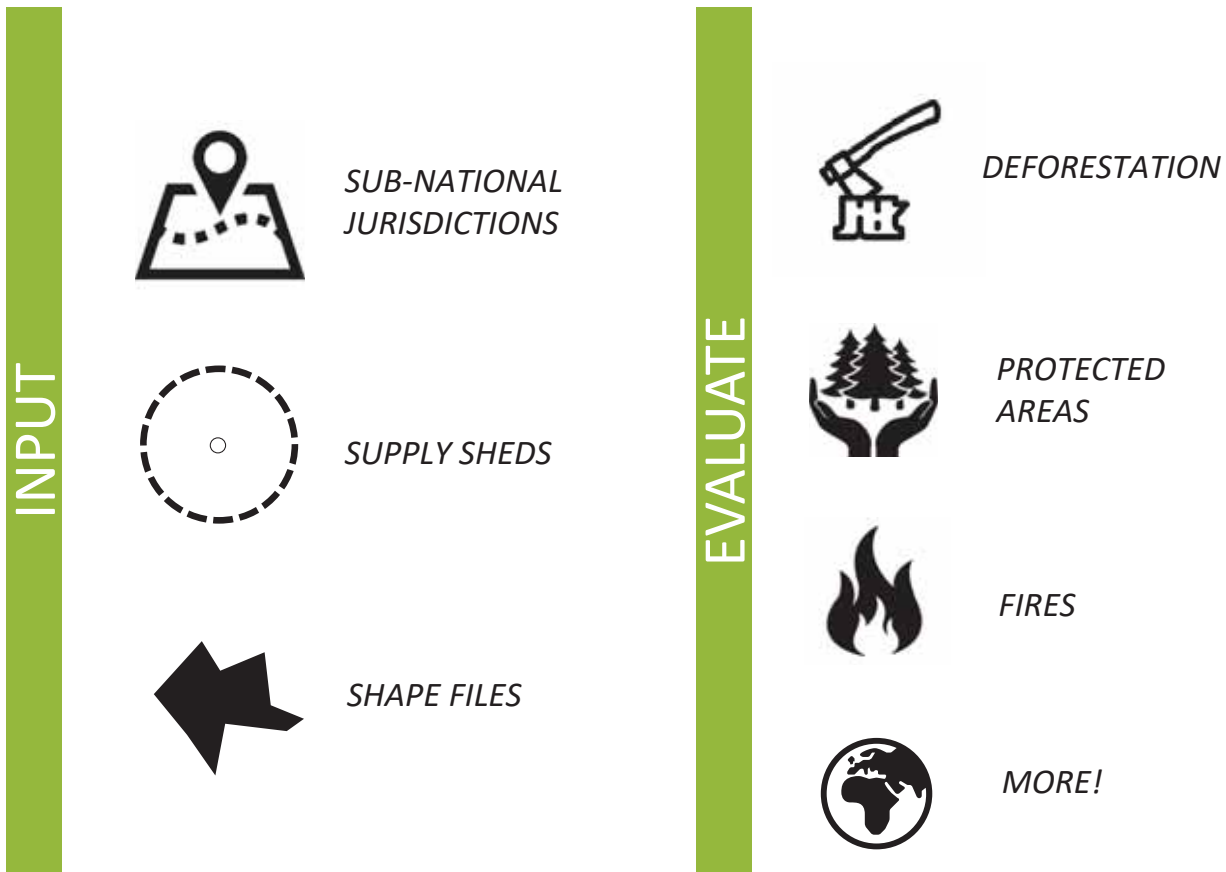 INPUT
SUB-NATIONAL
JURISDICTIONS
SUPPLY SHEDS
SHAPE FILES
EVALUATE
DEFORESTATION
PROTECTED
AREAS
FIRES
MORE!